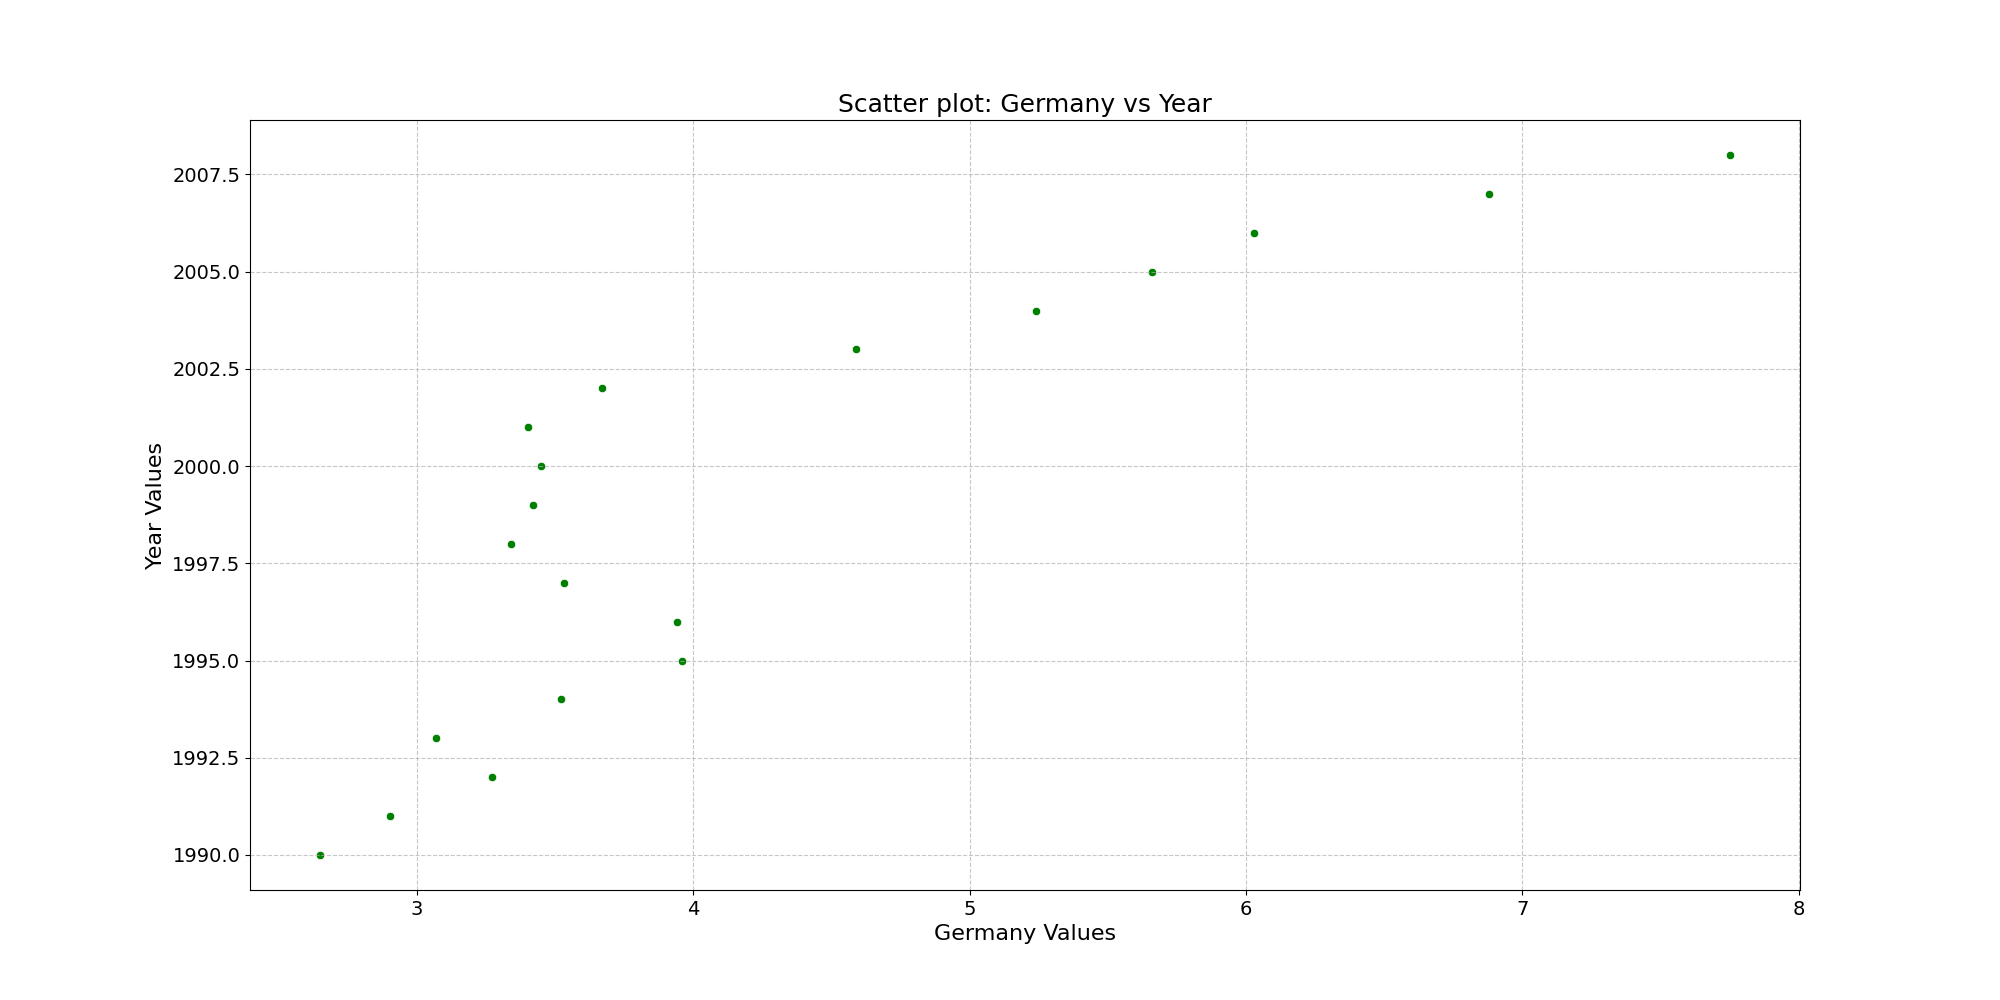 Scatter plot: Germany vs Year
Year Values
2007.5
2005.0
2002.5
2000.0
1997.5
1995.0
1992.5
1990.0
3 4 5 6 7 8
Germany Values